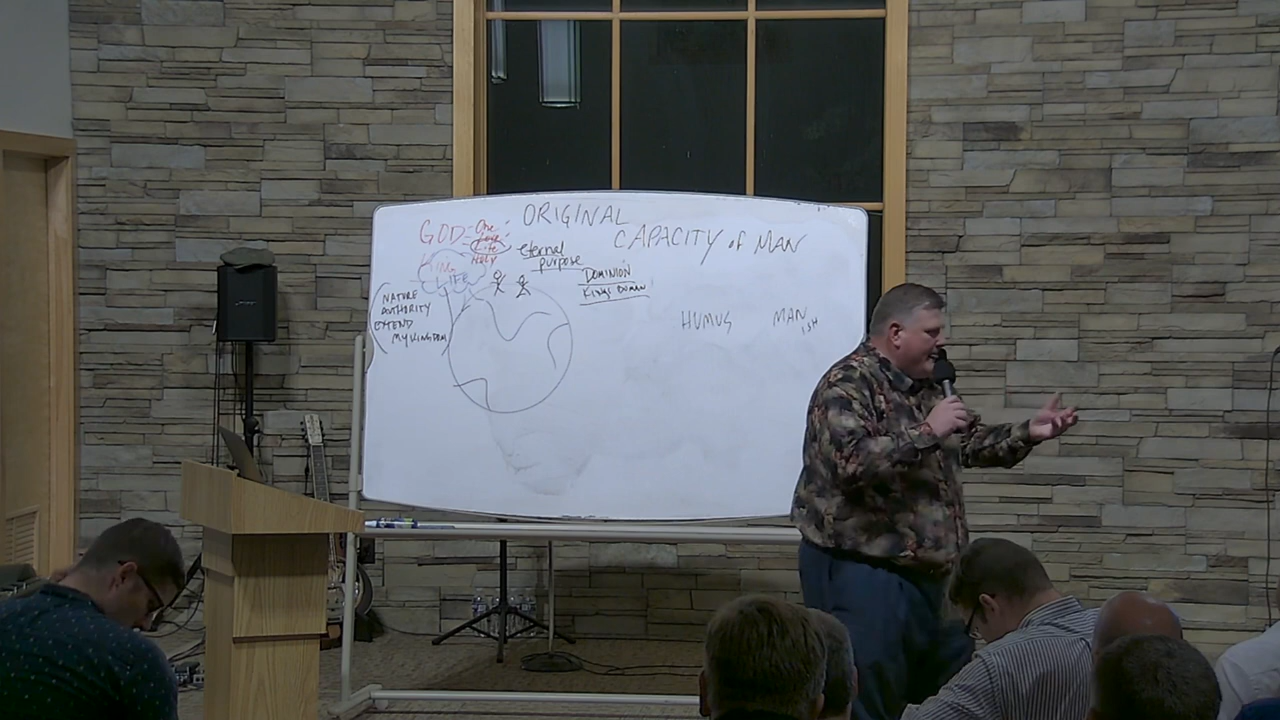 ORIGINAL
CAPACITY of MAN
GOD = One
Life
Holy
KING
LIFE
eternal
purpose
DOMINION
NATURE
AUTHORITY
EXTEND
MY KINGDOM
HUMUS
MAN
ISH